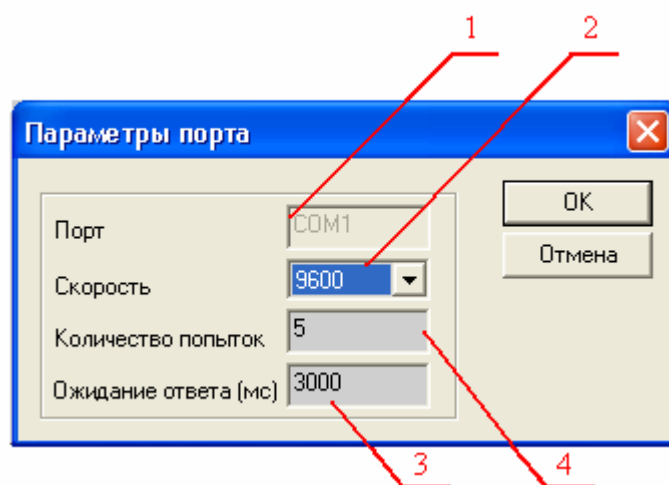 1 2
Параметры порта
Порт COM1 OK
Скорость 9600 Отмена
Количество попыток 5
Ожидание ответа (мс) 3000
3 4